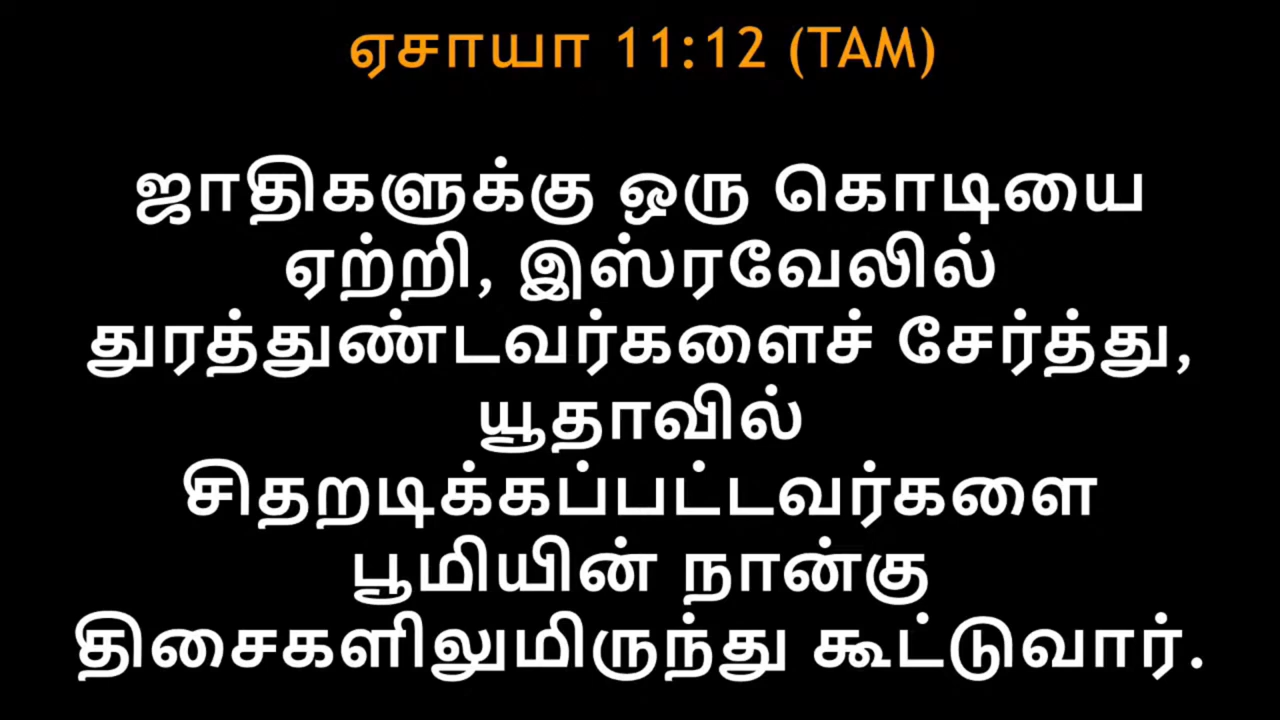 ஏசாயா 11:12 (TAM)
ஜாதிகளுக்கு ஒரு கொடியை
ஏற்றி, இஸ்ரவேலில்
துரத்துண்டவர்களைச் சேர்த்து,
யூதாவில்
சிதறடிக்கப்பட்டவர்களை
பூமியின் நான்கு
திசைகளிலுமிருந்து கூட்டுவார்.